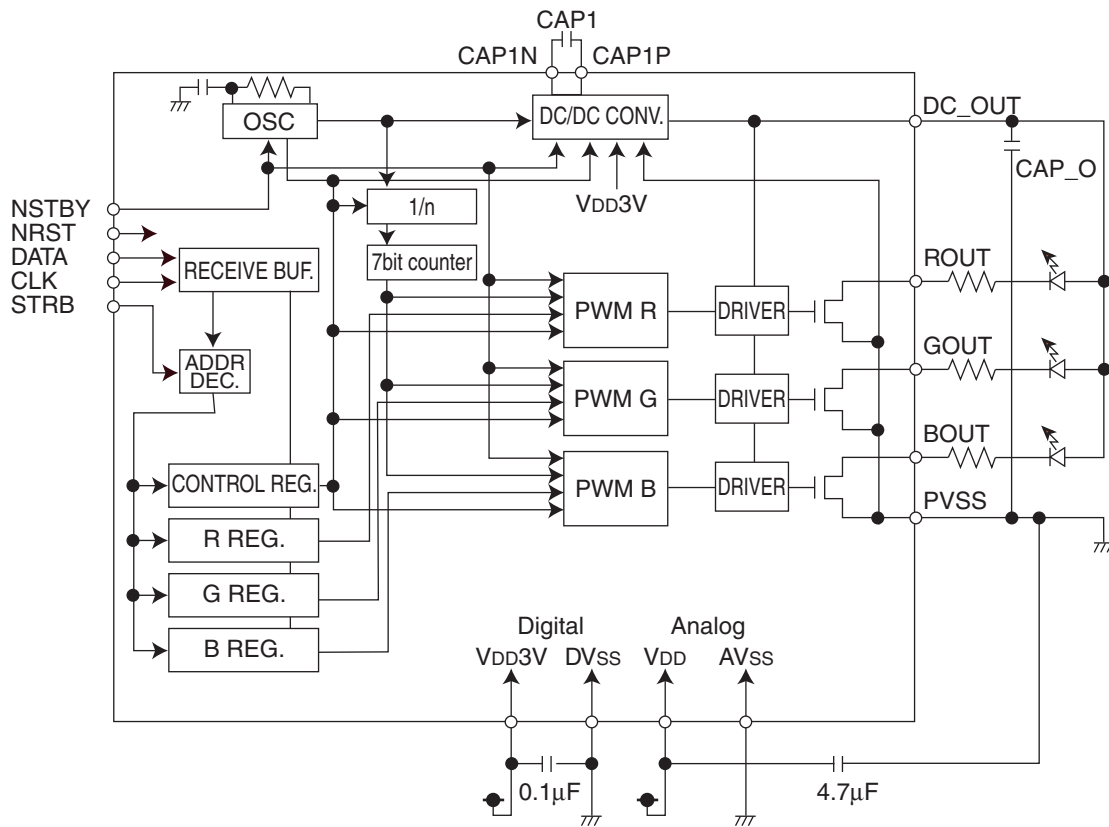 CAP1
CAP1N
CAP1P
OSC
DC/DC CONV.
DC_OUT
CAP_O
VDD3V
NSTBY
NRST
DATA
CLK
STRB
1/n
RECEIVE BUF.
7bit counter
ADDR
DEC.
PWM R
DRIVER
ROUT
PWM G
DRIVER
GOUT
PWM B
DRIVER
BOUT
CONTROL REG.
PVSS
R REG.
G REG.
B REG.
Digital
Analog
VDD3V
DVSS
VDD
AVSS
0.1µF
4.7µF